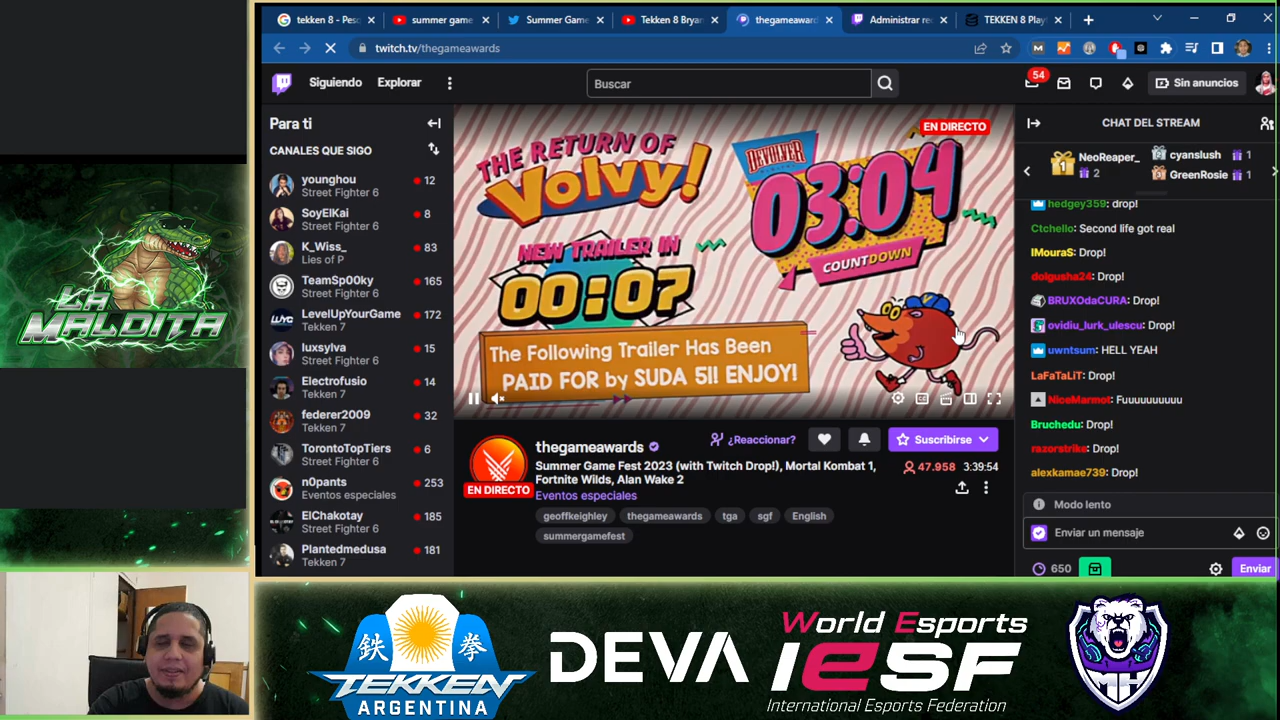 tekken 8 - Pesc
summer game
Summer Game
Tekken 8 Bryan
thegameaward
Administrar re
TEKKEN 8 Play
twitch.tv/thegameawards
Siguiendo
Explorar
Buscar
54
Sin anuncios
Para ti
CANALES QUE SIGO
younghou
12
Street Fighter 6
SoyElKai
8
Street Fighter 6
K_Wiss_
83
Lies of P
TeamSp00ky
165
Street Fighter 6
LevelUpYourGame
172
Tekken 7
luxsylva
15
Street Fighter 6
Electrofusio
14
Tekken 7
federer2009
32
Tekken 7
TorontoTopTiers
6
Tekken 7
n0pants
253
Eventos especiales
ElChakotay
185
Street Fighter 6
Plantedmedusa
181
Tekken 7
EN DIRECTO
THE RETURN OF
Volvy!
NEW TRAILER IN
00:07
DEVOLVER
DIGITAL
03:04
COUNTDOWN
The Following Trailer Has Been
PAID FOR by SUDA 51! ENJOY!
thegameawards
¿Reaccionar?
Suscribirse
Summer Game Fest 2023 (with Twitch Drop!), Mortal Kombat 1,
Fortnite Wilds, Alan Wake 2
47.958
3:39:54
EN DIRECTO
Eventos especiales
geoffkeighley
thegameawards
tga
sgf
English
summergamefest
CHAT DEL STREAM
1
NeoReaper_
2
cyanslush
1
GreenRosie
1
hedgey359: drop!
Ctchello: Second life got real
IMouraS: Drop!
dolgusha24: Drop!
BRUXOdaCURA: Drop!
ovidiu_lurk_ulescu: Drop!
uwntsum: HELL YEAH
LaFaTaLiT: Drop!
NiceMarmot: Fuuuuuuuuu
Bruchedu: Drop!
razorstrike: Drop!
alexkamae739: Drop!
Modo lento
Enviar un mensaje
650
Enviar
LA
MALDITA
鉄
拳
TEKKEN
ARGENTINA
DEVA
World Esports
IESF
International Esports Federation
MH